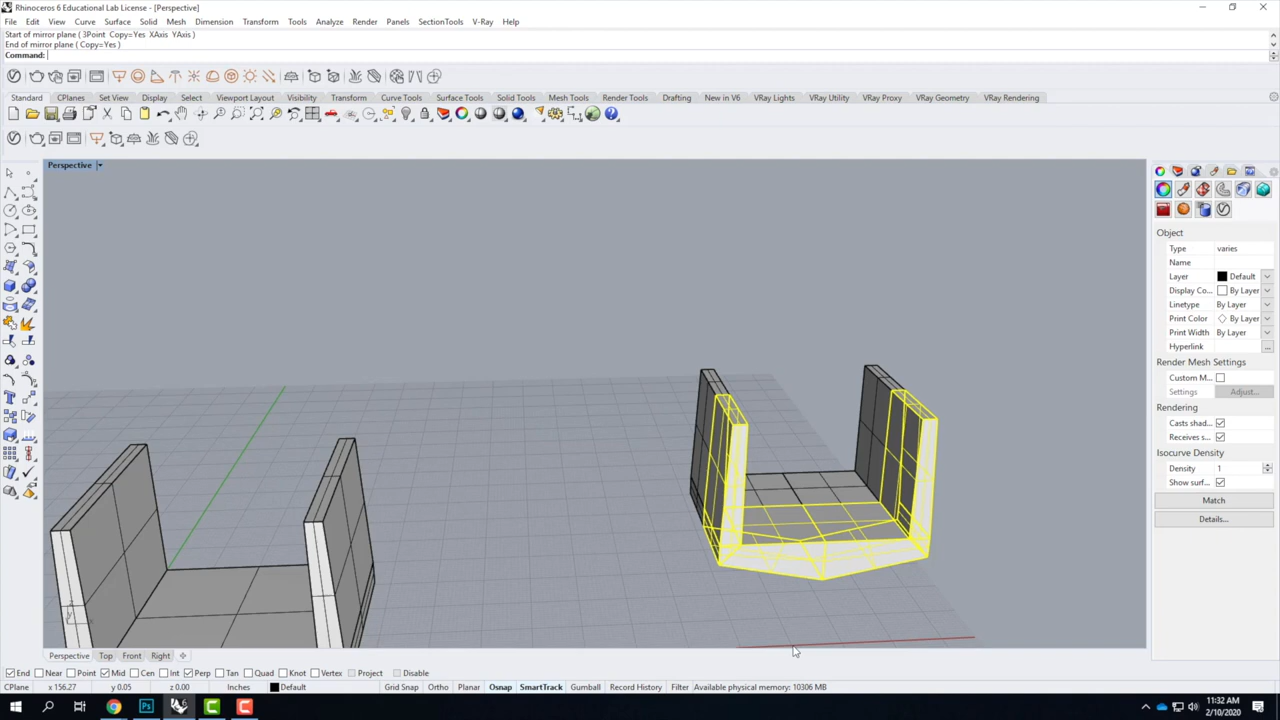 Rhinoceros 6 Educational Lab License - [Perspective]
File Edit View Curve Surface Solid Mesh Dimension Transform Tools Analyze Render Panels SectionTools V-Ray Help
Start of mirror plane ( 3Point Copy=Yes XAxis YAxis )
End of mirror plane ( Copy=Yes )
Command:
Standard CPlanes Set View Display Select Viewport Layout Visibility Transform Curve Tools Surface Tools Solid Tools Mesh Tools Render Tools Drafting New in V6 VRay Lights VRay Utility VRay Proxy VRay Geometry VRay Rendering
Perspective
Object
Type varies
Name
Layer Default
Display Co... By Layer
Linetype By Layer
Print Color By Layer
Print Width By Layer
Hyperlink ...
Render Mesh Settings
Custom M...
Settings Adjust...
Rendering
Casts shad...
Receives s...
Isocurve Density
Density 1
Show surf...
Match
Details...
Perspective Top Front Right
End Near Point Mid Cen Int Perp Tan Quad Knot Vertex Project Disable
CPlane x 156.27 y 0.05 z 0.00 Inches Default Grid Snap Ortho Planar Osnap SmartTrack Gumball Record History Filter Available physical memory: 10306 MB
11:32 AM
2/10/2020